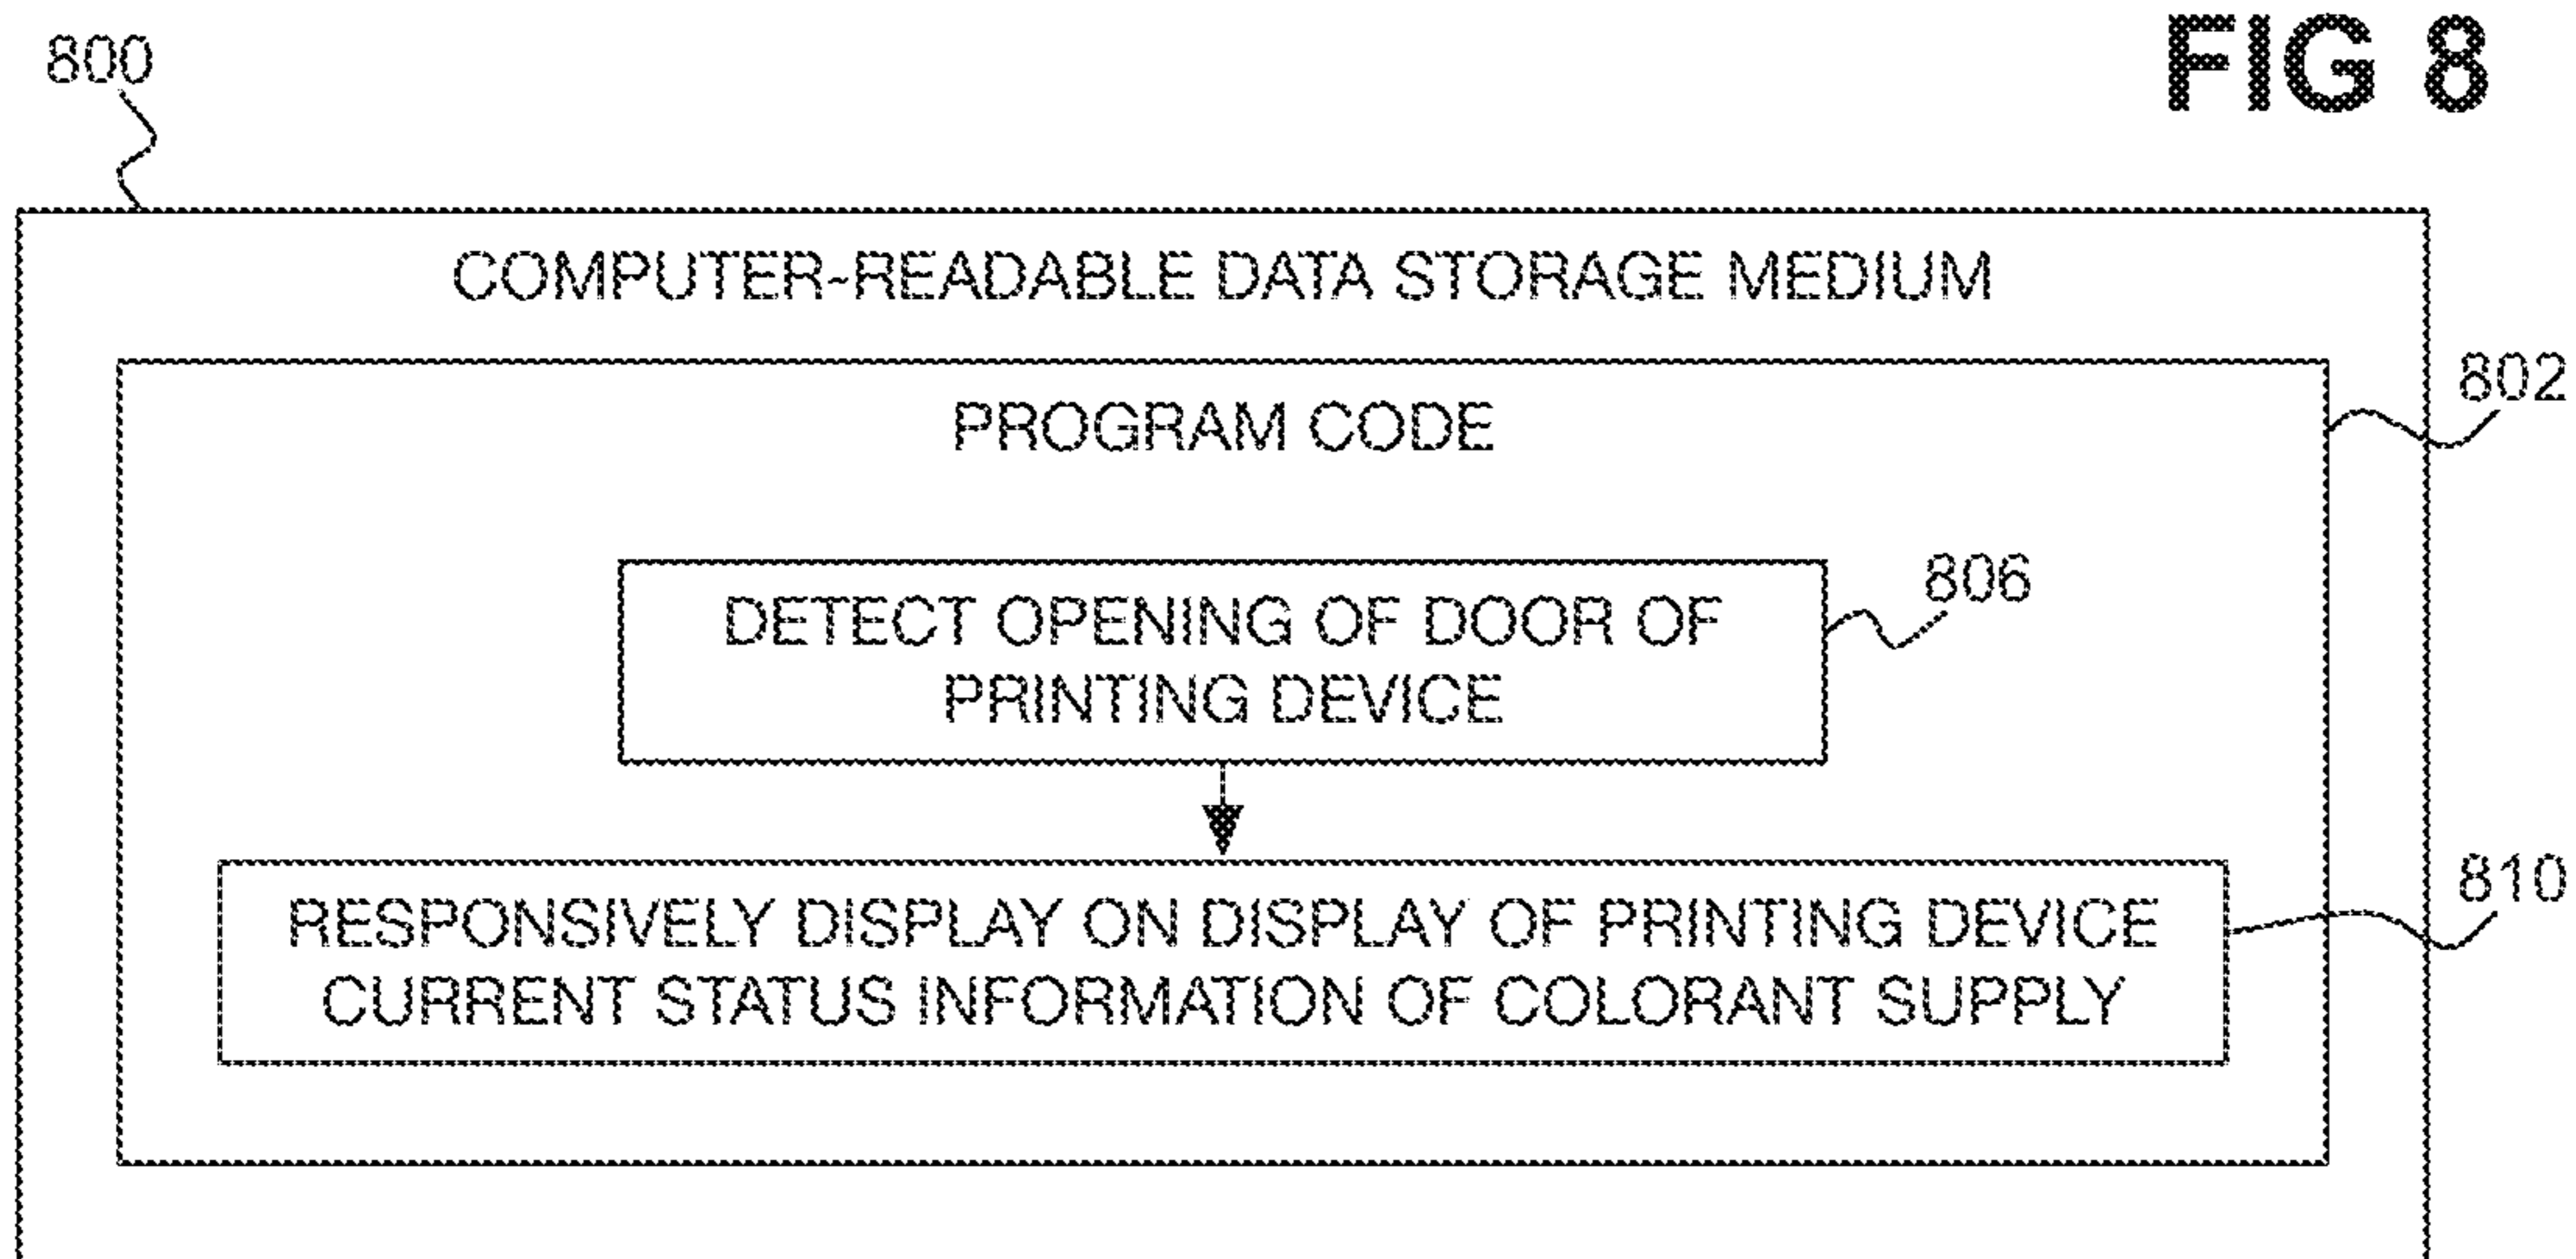 FIG 8
800
COMPUTER-READABLE DATA STORAGE MEDIUM
802
PROGRAM CODE
806
DETECT OPENING OF DOOR OF
PRINTING DEVICE
810
RESPONSIVELY DISPLAY ON DISPLAY OF PRINTING DEVICE
CURRENT STATUS INFORMATION OF COLORANT SUPPLY